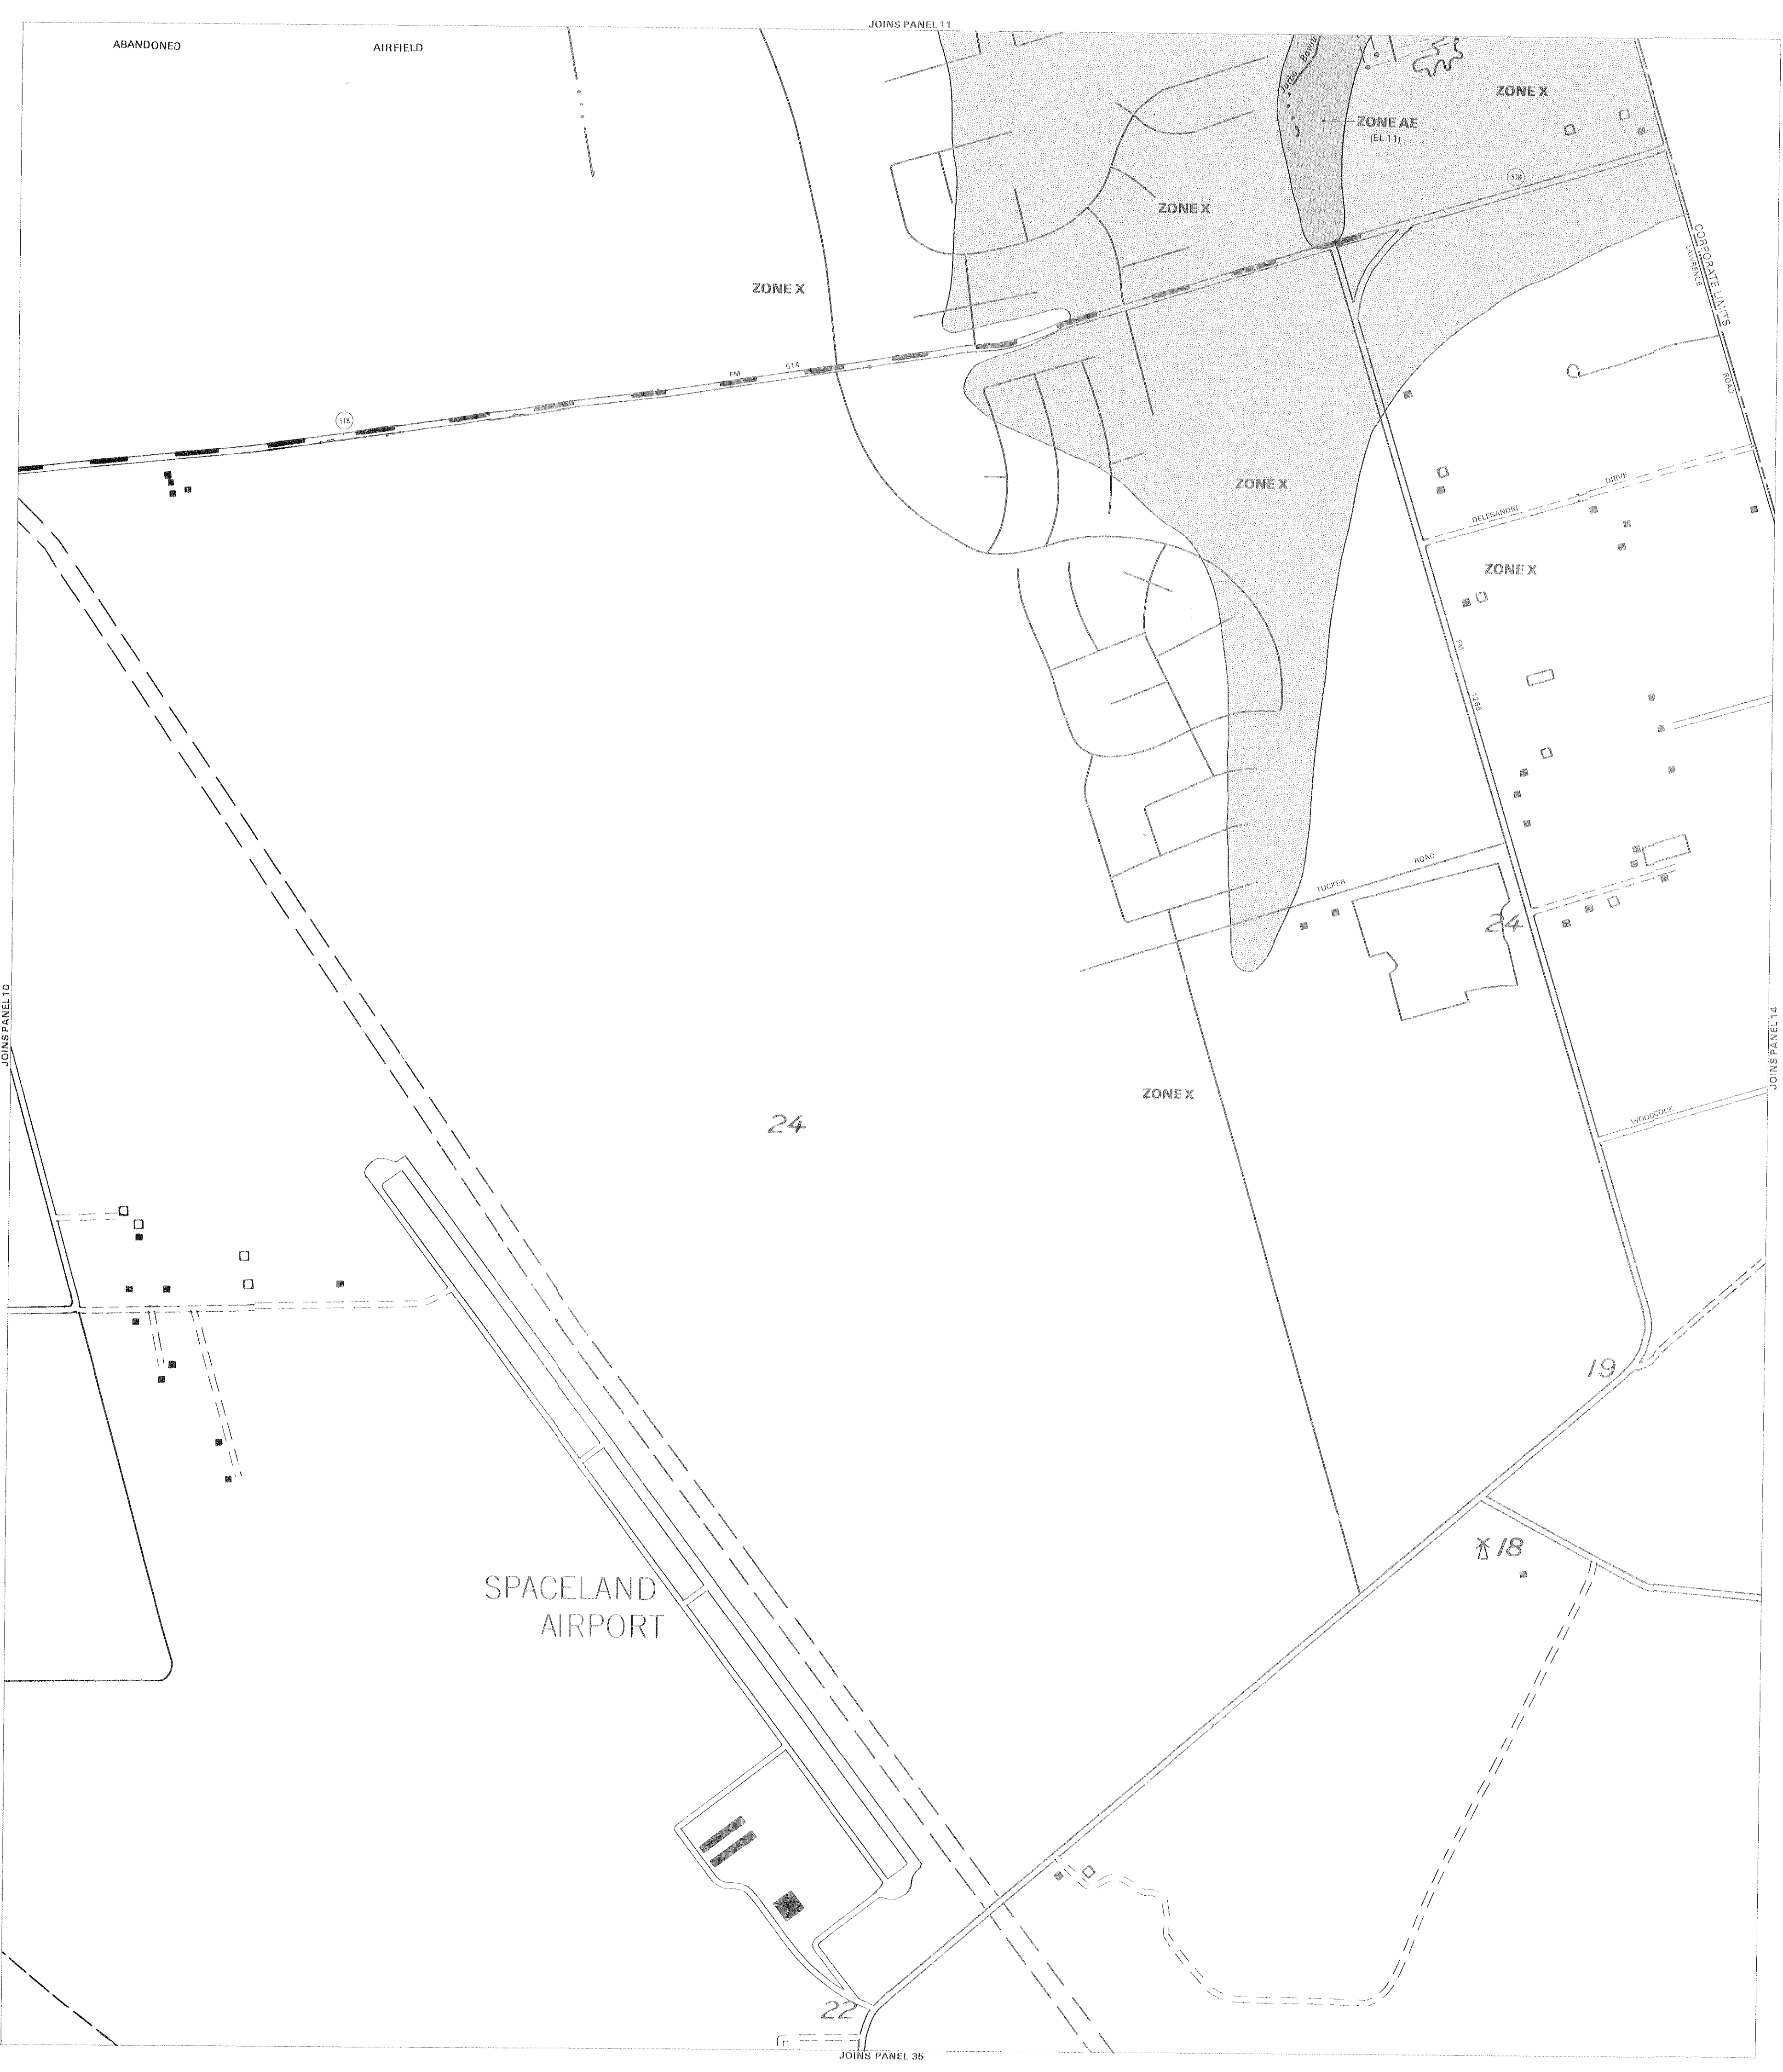 JOINS PANEL 11
ABANDONED AIRFIELD
Jarbo Bayou
ZONE X
ZONE AE
(EL 11)
518
ZONE X
CORPORATE LIMITS
LAWRENCE
ROAD
ZONE X
FM 514
518
ZONE X
DELESANDRI DRIVE
ZONE X
FM 1266
TUCKER ROAD
24
JOINS PANEL 10
JOINS PANEL 14
ZONE X
24
WOODCOCK
19
18
SPACELAND
AIRPORT
22
JOINS PANEL 35